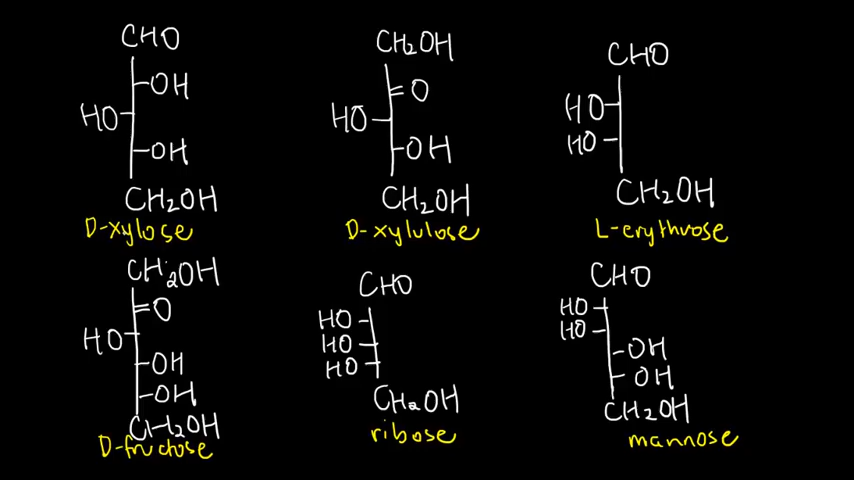 CHO
OH
HO
OH
CH2OH
D-xylose
CH2OH
O
HO
OH
CH2OH
D-xylulose
CHO
HO
HO
CH2OH
L-erythrose
CH2OH
O
HO
OH
OH
CH2OH
D-fructose
CHO
HO
HO
HO
CH2OH
ribose
CHO
HO
HO
OH
OH
CH2OH
mannose